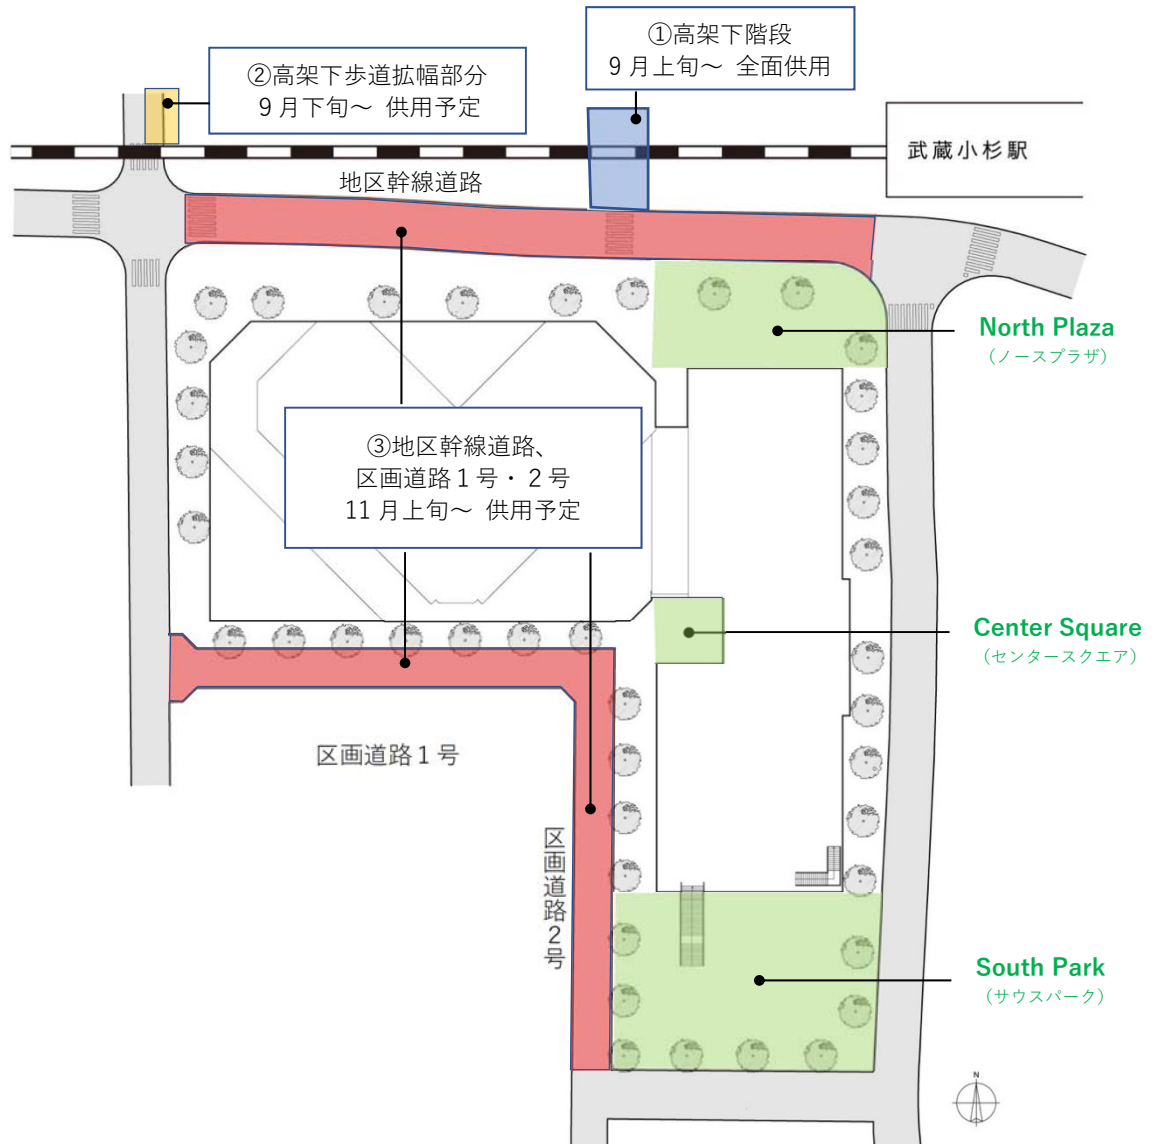 ①高架下階段
9月上旬～ 全面供用
②高架下歩道拡幅部分
9月下旬～ 供用予定
武蔵小杉駅
地区幹線道路
North Plaza
（ノースプラザ）
③地区幹線道路、
区画道路1号・2号
11月上旬～ 供用予定
Center Square
（センタースクエア）
区画道路1号
区画道路2号
South Park
（サウスパーク）
N